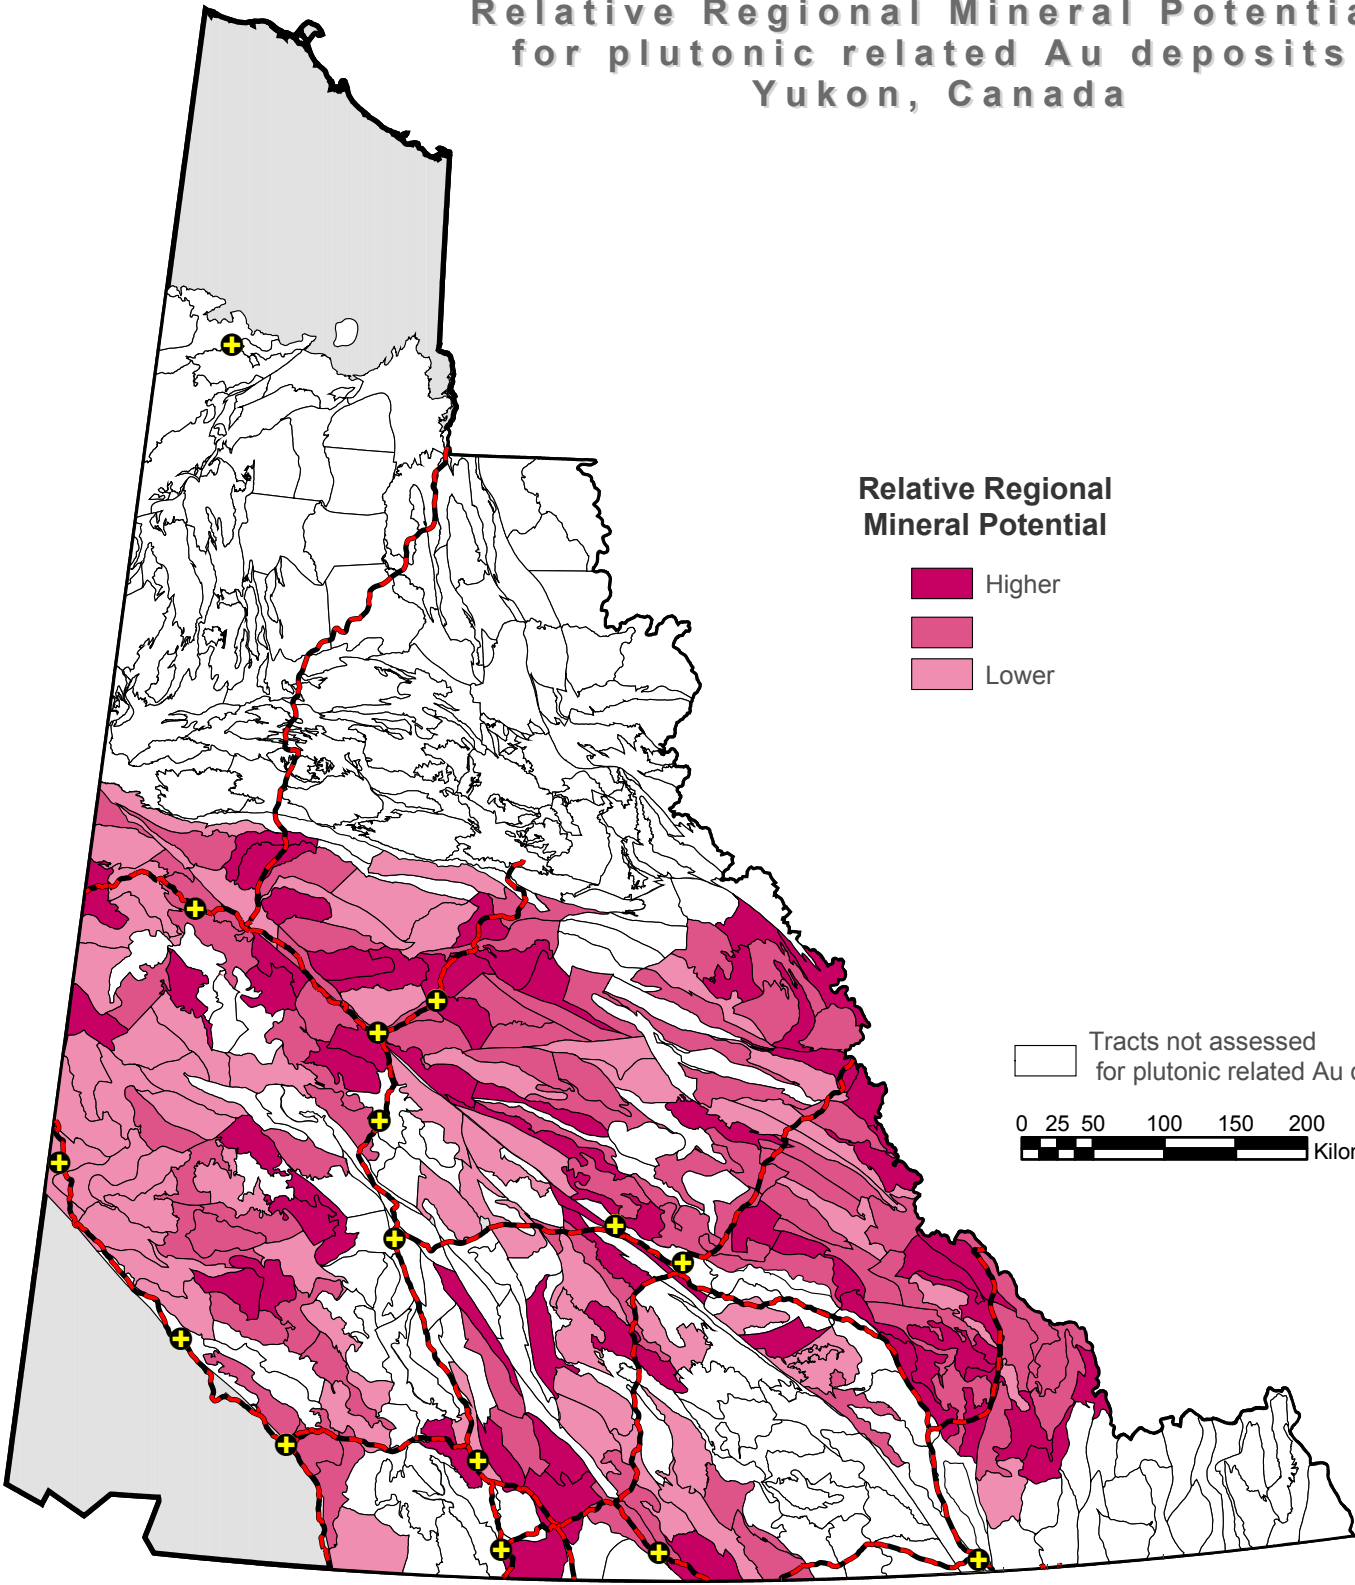 Relative Regional Mineral Potentia
for plutonic related Au deposits
Yukon, Canada
Relative Regional
Mineral Potential
Higher
Lower
Tracts not assessed
for plutonic related Au
0 25 50 100 150 200
Kilor